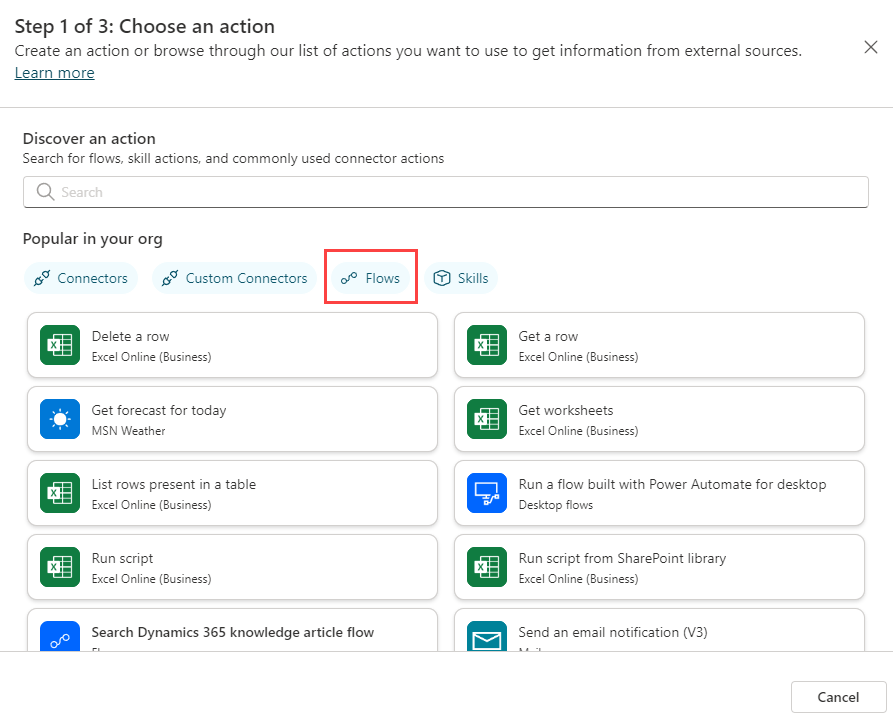 Step 1 of 3: Choose an action
Create an action or browse through our list of actions you want to use to get information from external sources.
Learn more
Discover an action
Search for flows, skill actions, and commonly used connector actions
Search
Popular in your org
Connectors
Custom Connectors
Flows
Skills
Delete a row
Excel Online (Business)
Get a row
Excel Online (Business)
Get forecast for today
MSN Weather
Get worksheets
Excel Online (Business)
List rows present in a table
Excel Online (Business)
Run a flow built with Power Automate for desktop
Desktop flows
Run script
Excel Online (Business)
Run script from SharePoint library
Excel Online (Business)
Search Dynamics 365 knowledge article flow
Send an email notification (V3)
Cancel